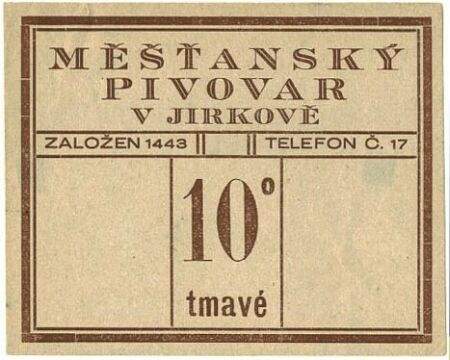 MĚŠŤANSKÝ
PIVOVAR
V JIRKOVĚ
ZALOŽEN 1443 TELEFON Č. 17
10°
tmavé